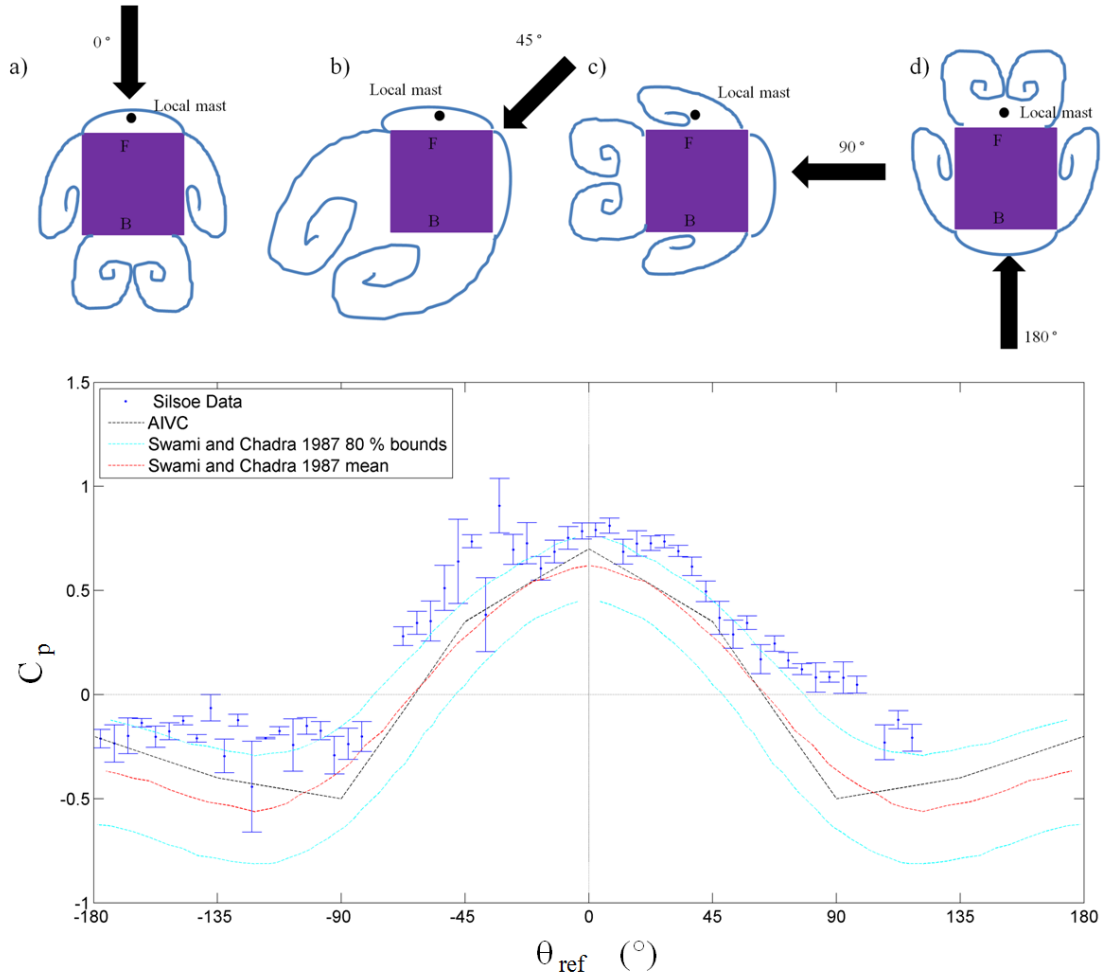 a)
0°
Local mast
F
B
b)
45°
Local mast
F
B
c)
Local mast
F
B
90°
d)
Local mast
F
B
180°
1.5
1
0.5
0
-0.5
-1
C_p
Silsoe Data
AIVC
Swami and Chadra 1987 80 % bounds
Swami and Chadra 1987 mean
-180 -135 -90 -45 0 45 90 135 180
θ_ref (°)